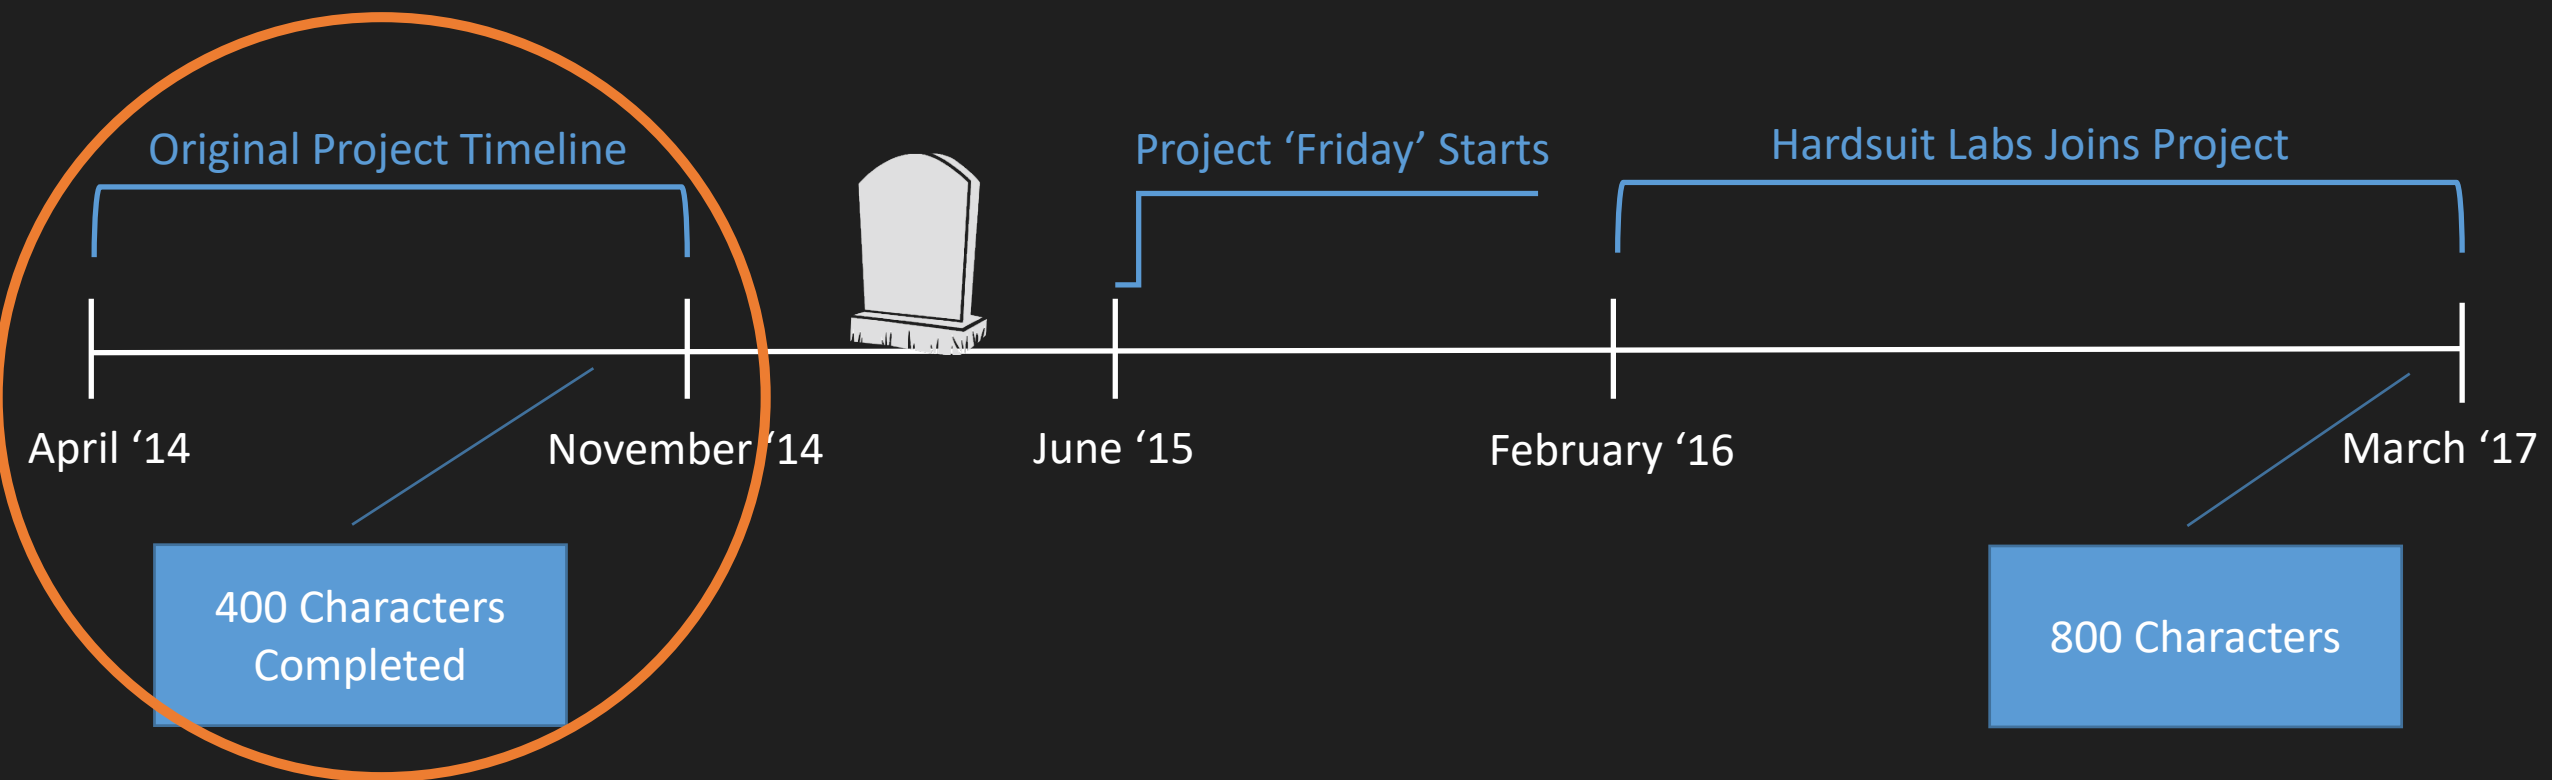 Original Project Timeline
Project ‘Friday’ Starts
Hardsuit Labs Joins Project
April ‘14
November ‘14
June ‘15
February ‘16
March ‘17
400 Characters
Completed
800 Characters